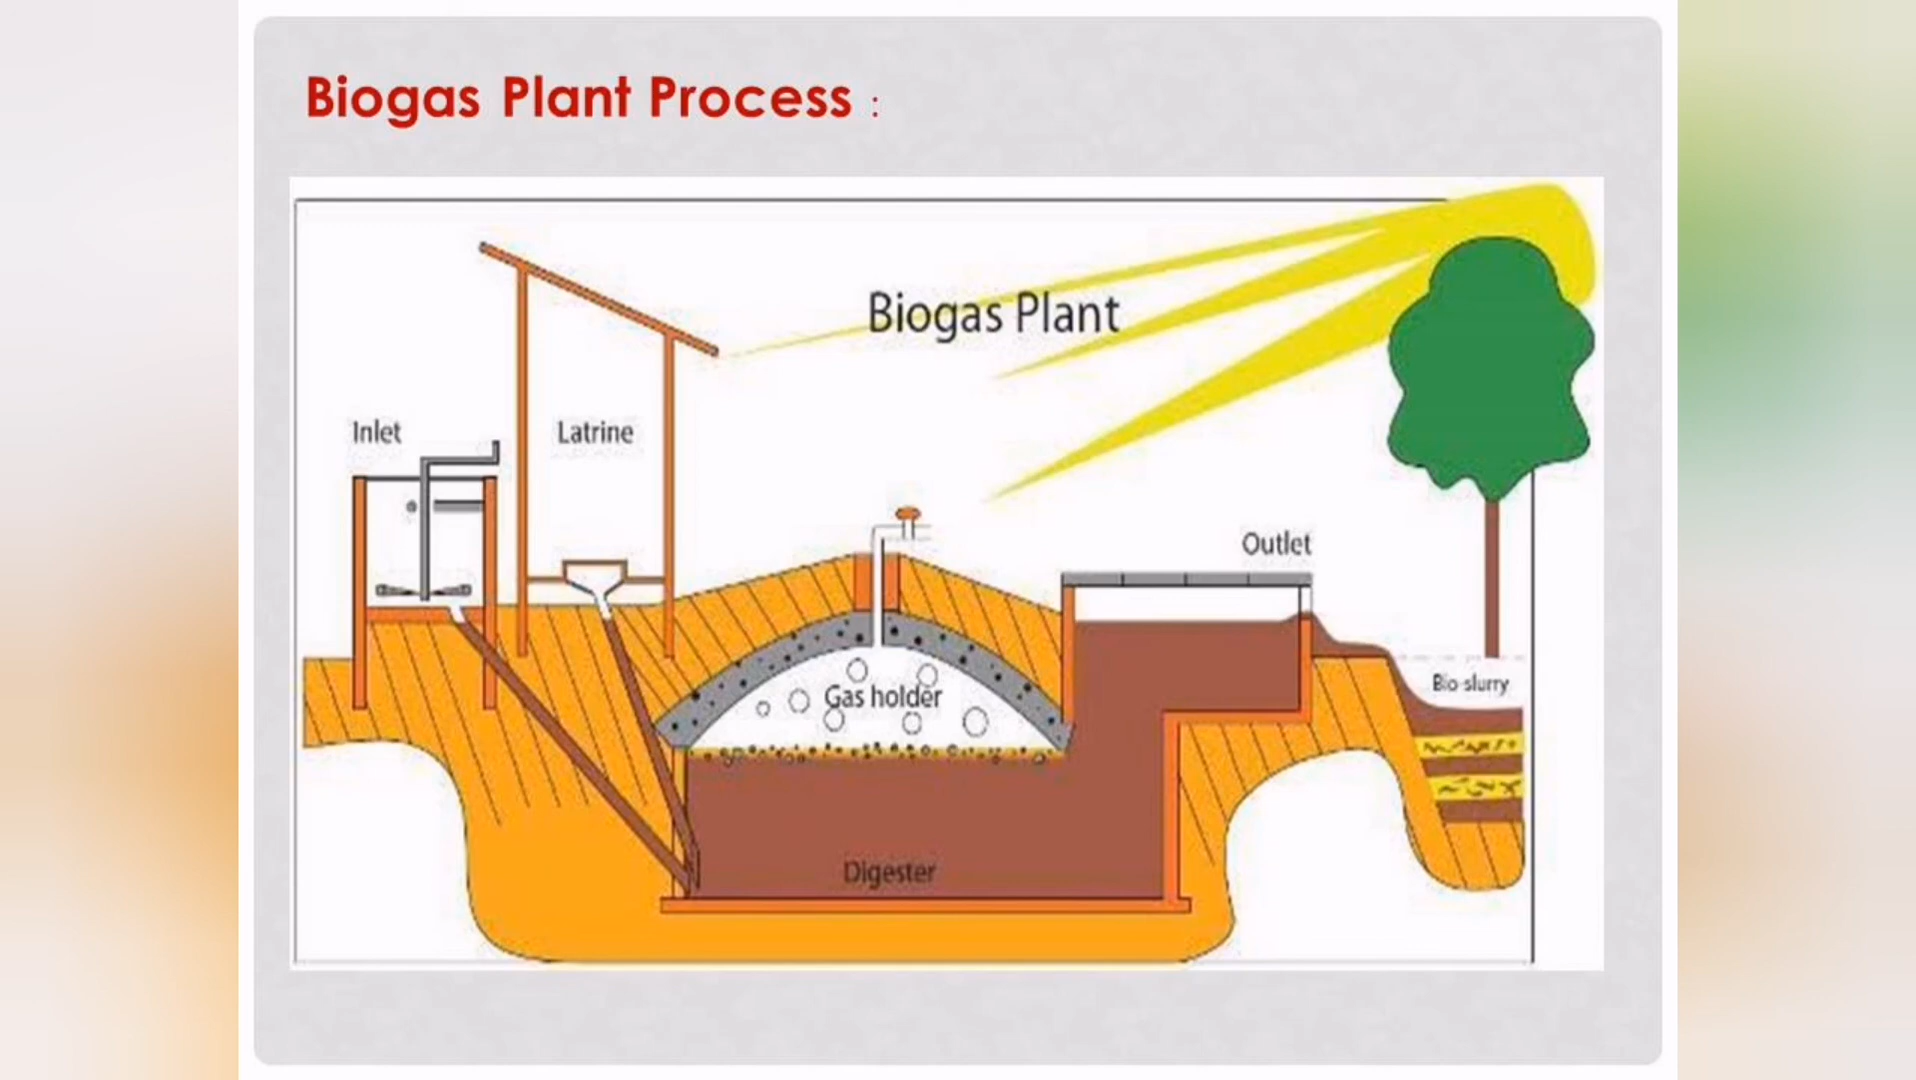 Biogas Plant Process :
Biogas Plant
Inlet
Latrine
Outlet
Gas holder
Bio slurry
Digester